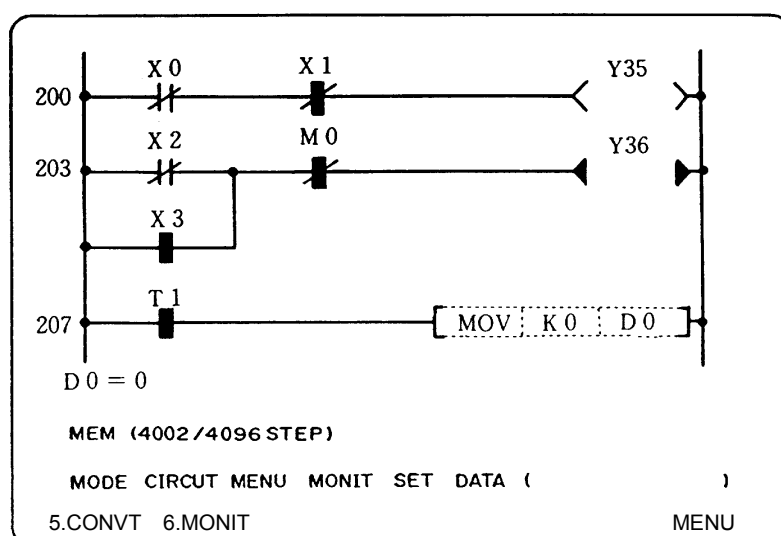 X0 X1 Y35
200
X2 M0 Y36
203
X3
T1
207 MOV K0 D0
D0 = 0
MEM (4002/4096 STEP)
MODE CIRCUT MENU MONIT SET DATA ( )
5.CONVT 6.MONIT MENU